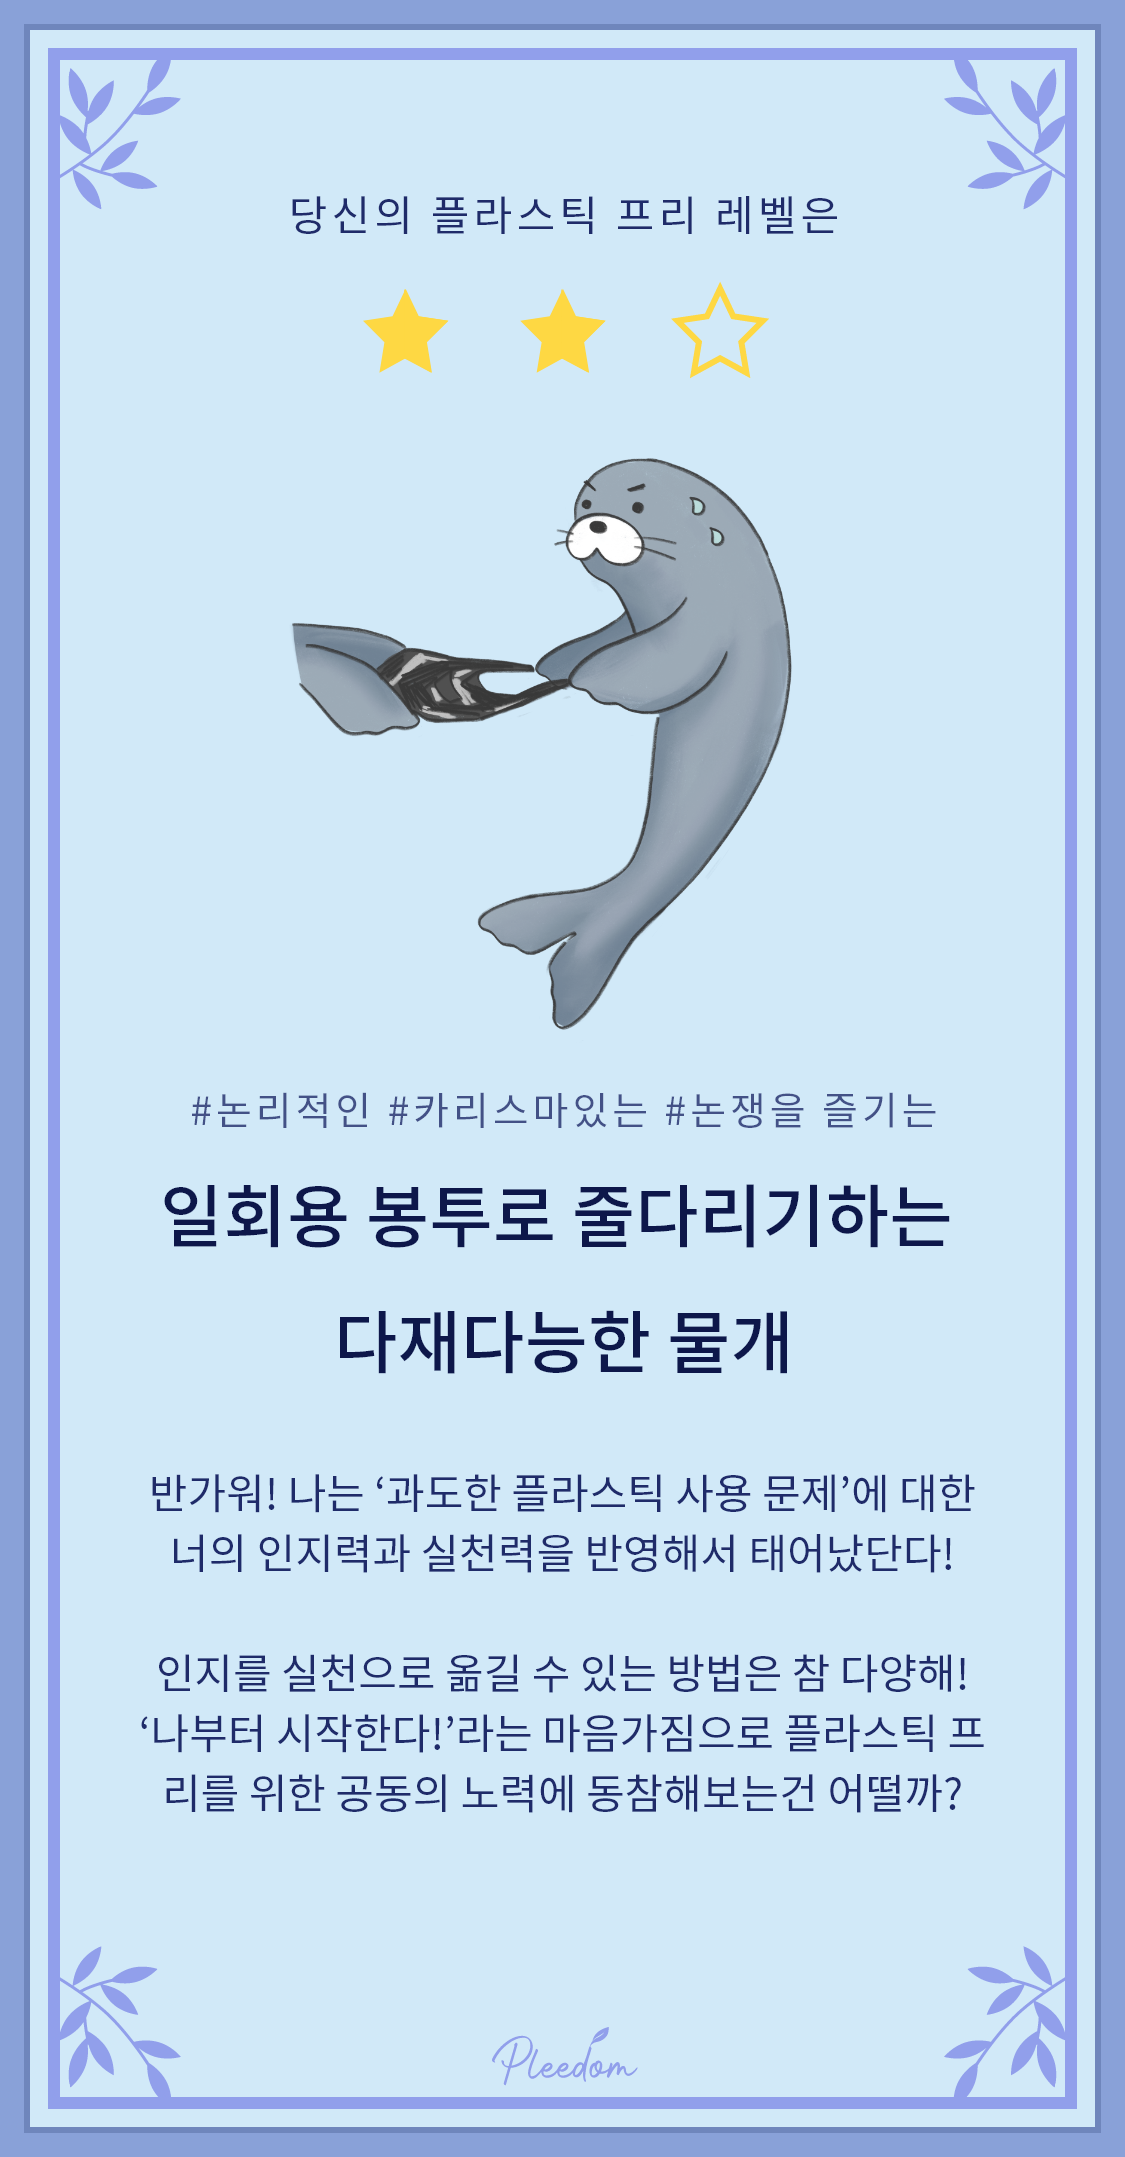 당신의 플라스틱 프리 레벨은
#논리적인 #카리스마있는 #논쟁을 즐기는
일회용 봉투로 줄다리기하는
다재다능한 물개
반가워! 나는 ‘과도한 플라스틱 사용 문제’에 대한
너의 인지력과 실천력을 반영해서 태어났단다!
인지를 실천으로 옮길 수 있는 방법은 참 다양해!
‘나부터 시작한다!’라는 마음가짐으로 플라스틱 프
리를 위한 공동의 노력에 동참해보는건 어떨까?
Pleedom